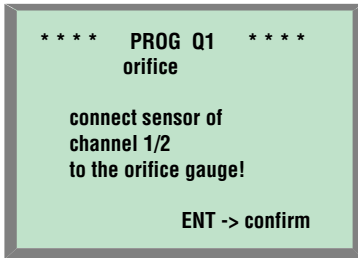 * * * * PROG Q1 * * * *
orifice
connect sensor of
channel 1/2
to the orifice gauge!
ENT -> confirm